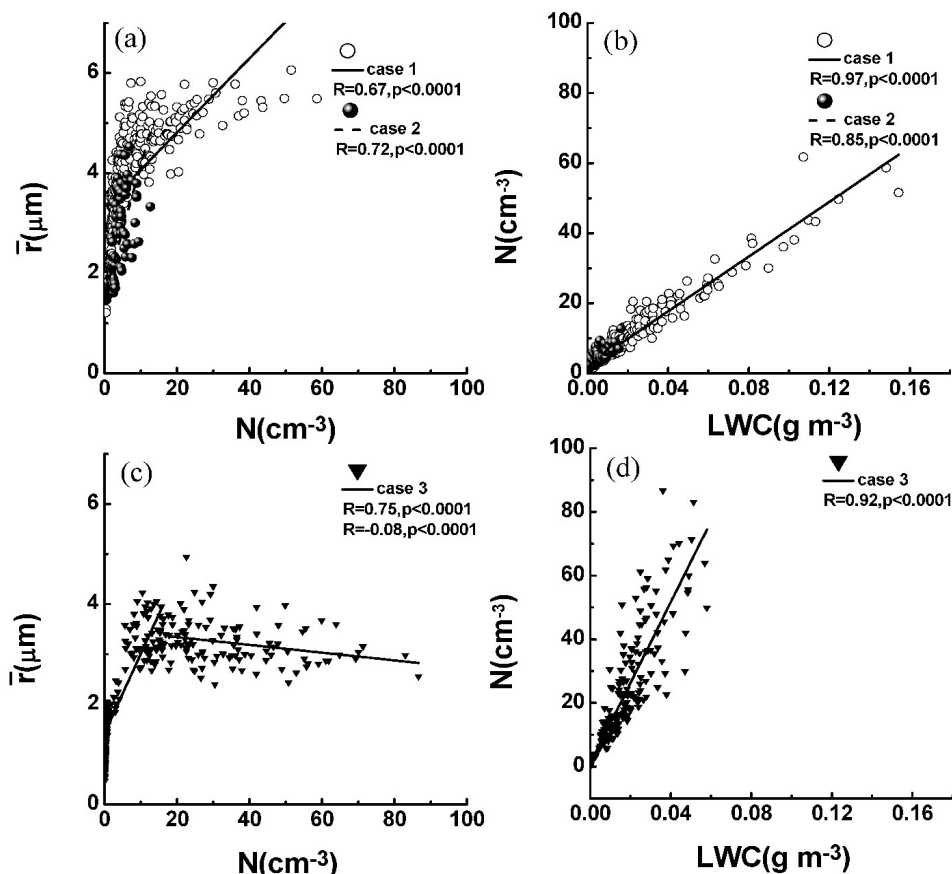 (a)
case 1
R=0.67,p<0.0001
case 2
R=0.72,p<0.0001
6
4
2
0
r̄(μm)
0 20 40 60 80 100
N(cm-3)
(b)
case 1
R=0.97,p<0.0001
case 2
R=0.85,p<0.0001
100
80
60
40
20
0
N(cm-3)
0.00 0.04 0.08 0.12 0.16
LWC(g m-3)
(c)
case 3
R=0.75,p<0.0001
R=-0.08,p<0.0001
6
4
2
0
r̄(μm)
0 20 40 60 80 100
N(cm-3)
(d)
case 3
R=0.92,p<0.0001
100
80
60
40
20
0
N(cm-3)
0.00 0.04 0.08 0.12 0.16
LWC(g m-3)